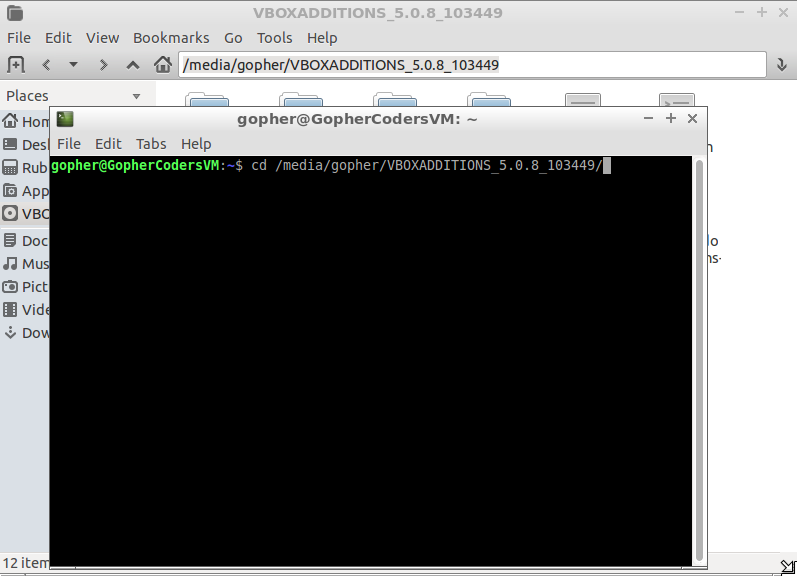 VBOXADDITIONS_5.0.8_103449
File Edit View Bookmarks Go Tools Help
/media/gopher/VBOXADDITIONS_5.0.8_103449
Places
gopher@GopherCodersVM: ~
File Edit Tabs Help
gopher@GopherCodersVM:~$ cd /media/gopher/VBOXADDITIONS_5.0.8_103449/
Hom
Desl
Rub
App
VBO
Doc
Mus
Pict
Vide
Dow
12 item